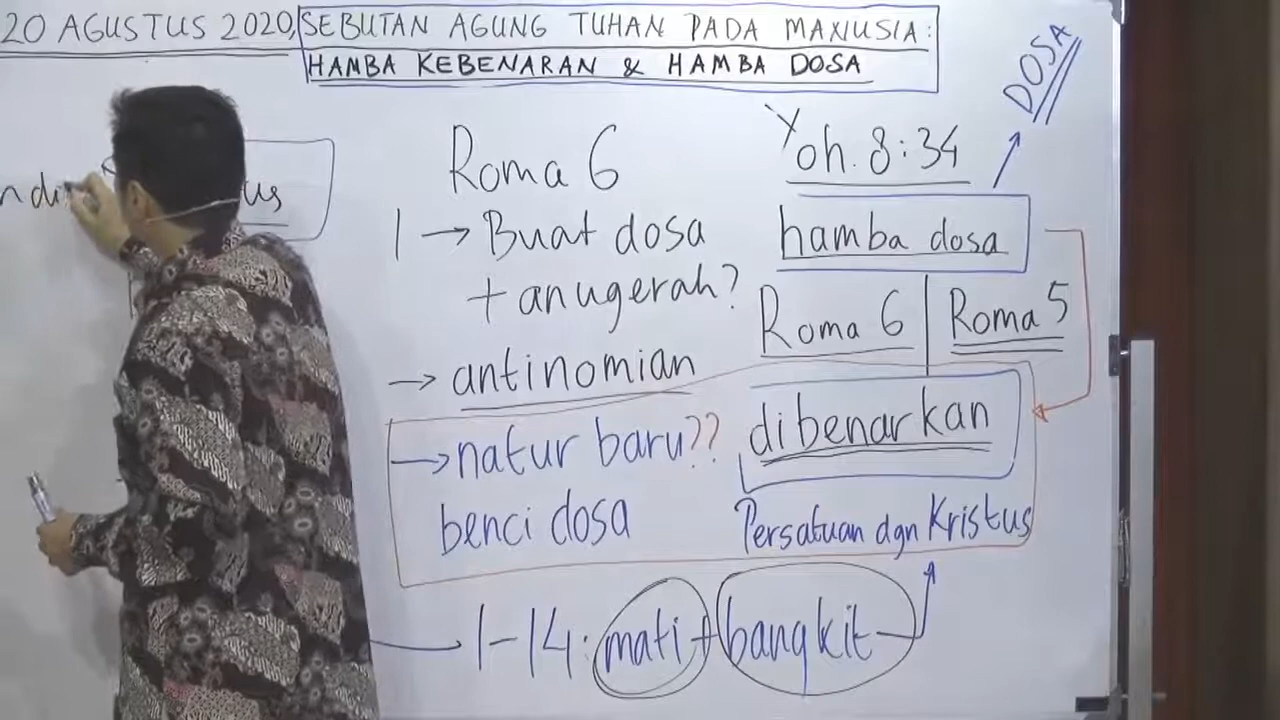 20 AGUSTUS 2020, SEBUTAN AGUNG TUHAN PADA MANUSIA:
HAMBA KEBENARAN & HAMBA DOSA
Roma 6
1 → Buat dosa
+ anugerah?
→ antinomian
→ natur baru??
benci dosa
1-14: mati + bangkit
Yoh. 8:34
DOSA
hamba dosa
Roma 6 | Roma 5
dibenarkan
Persatuan dgn Kristus